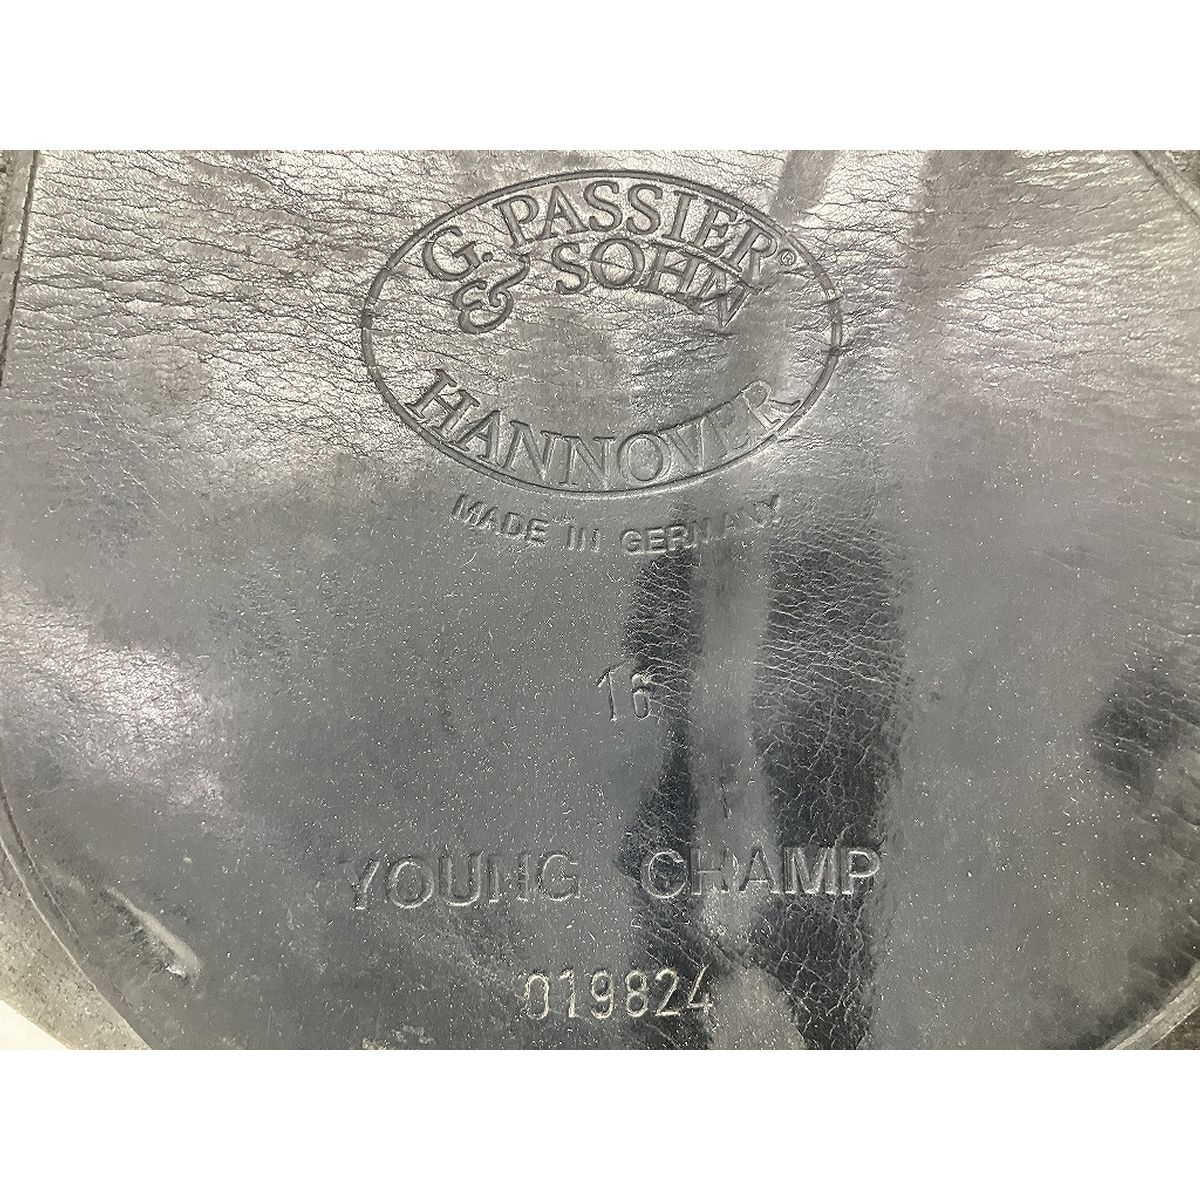 G. PASSIER®
& SOHN
HANNOVER
MADE IN GERMANY
16
YOUNG CHAMP
019824